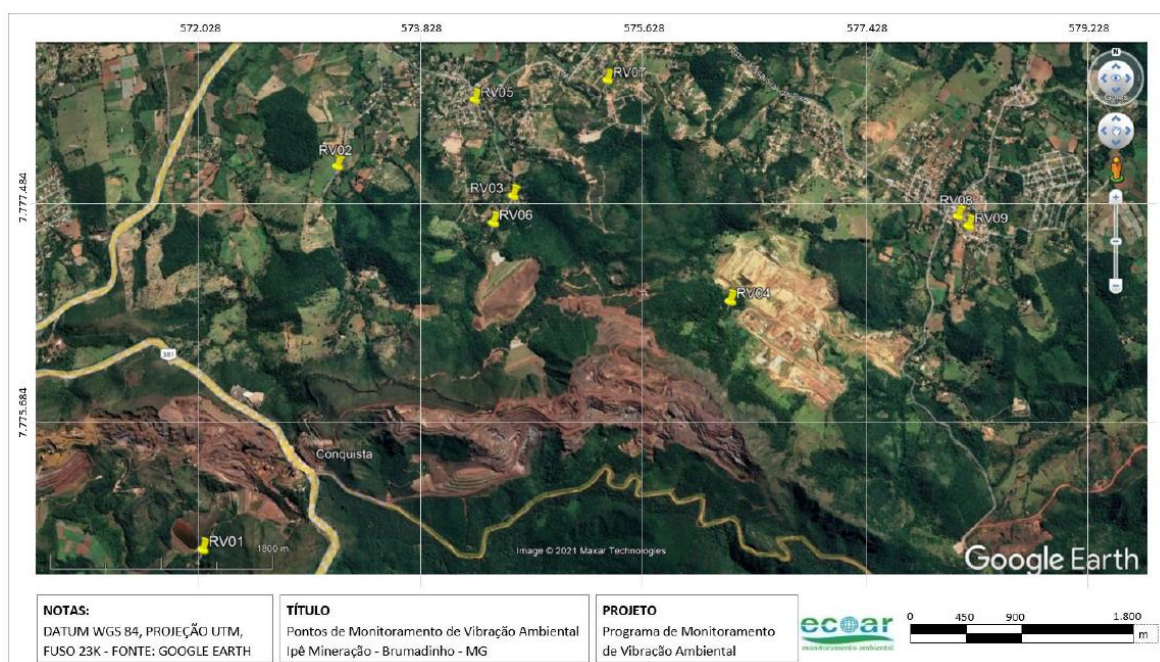 572.028 573.828 575.628 577.428 579.228
N
RV07
RV05
RV02
RV03
7.777.484
RV08
RV06
RV09
RV04
381
7.775.684
Conquista
RV01
1800 m
Image © 2021 Maxar Technologies
Google Earth
NOTAS:
DATUM WGS 84, PROJEÇÃO UTM,
FUSO 23K - FONTE: GOOGLE EARTH
TÍTULO
Pontos de Monitoramento de Vibração Ambiental
Ipê Mineração - Brumadinho - MG
PROJETO
Programa de Monitoramento
de Vibração Ambiental
ecoar
monitoramento ambiental
0 450 900 1.800
m